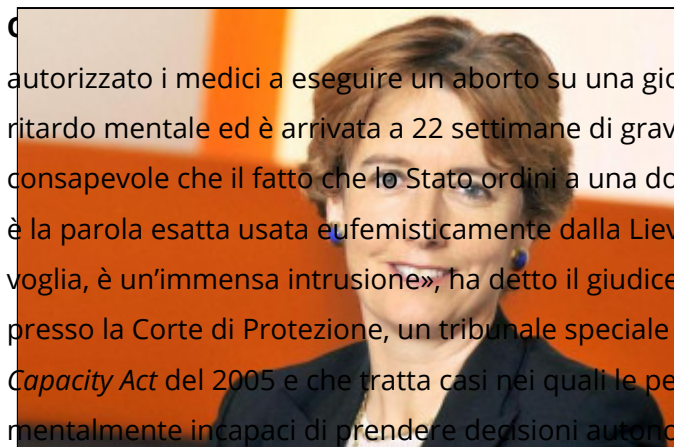 autorizzato i medici a eseguire un aborto su una gio
ritardo mentale ed è arrivata a 22 settimane di grav
consapevole che il fatto che lo Stato ordini a una do
è la parola esatta usata eufemisticamente dalla Liev
voglia, è un’immensa intrusione», ha detto il giudice
presso la Corte di Protezione, un tribunale speciale
Capacity Act del 2005 e che tratta casi nei quali le pe
mentalmente incapaci di prendere decisioni autono